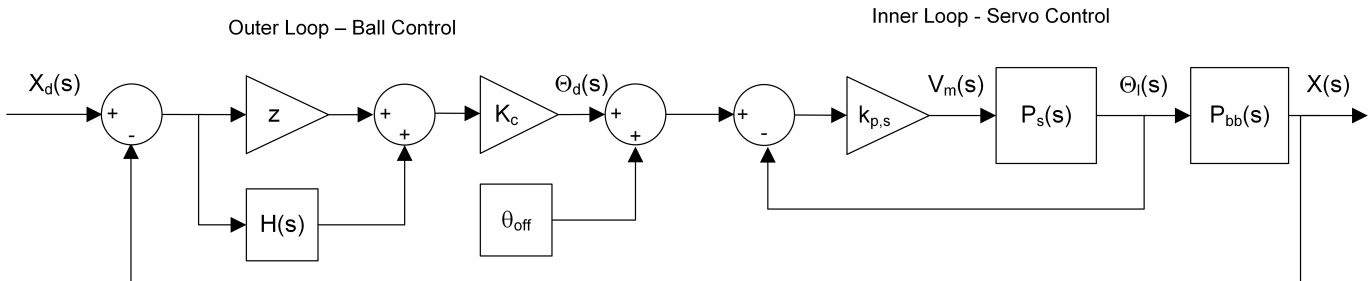 Outer Loop – Ball Control
Inner Loop - Servo Control
X_d(s)
+
-
z
H(s)
+
+
K_c
Θ_d(s)
+
+
θ_off
+
-
k_p,s
V_m(s)
P_s(s)
Θ_l(s)
P_bb(s)
X(s)